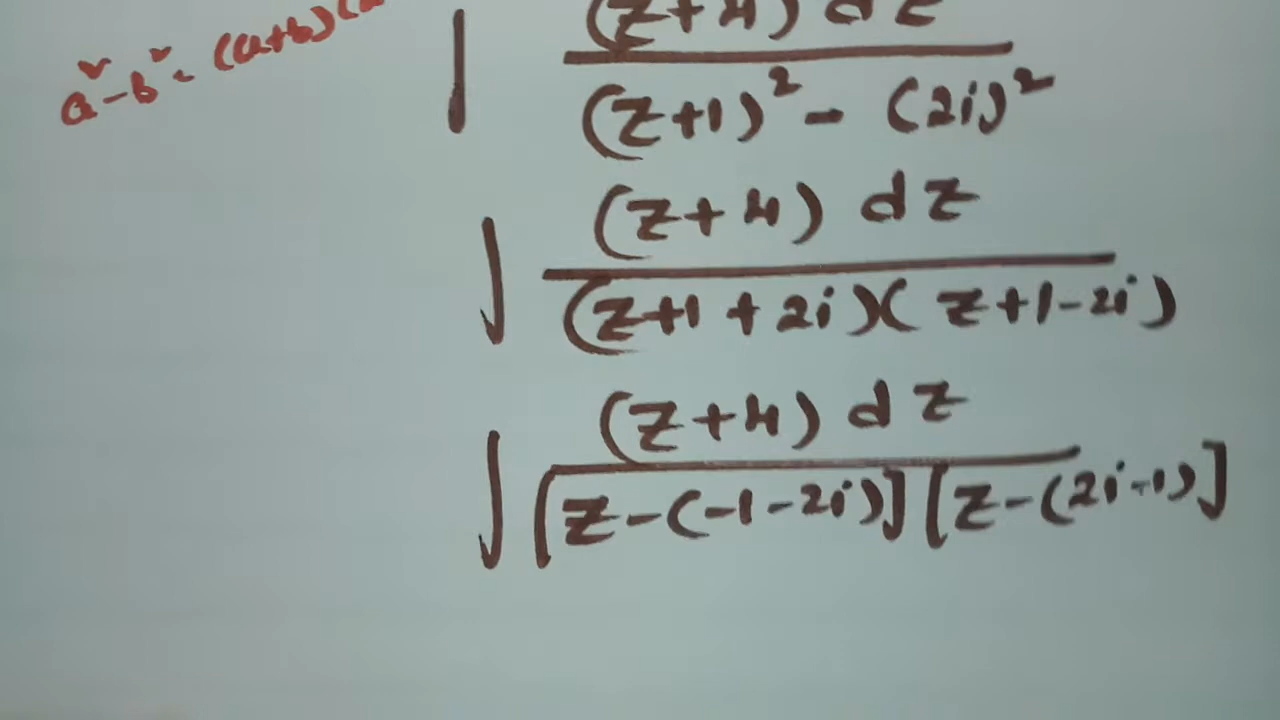 (z+4) dz
a²-b² = (a+b)(a
∫ (z+1)² - (2i)²
(z+4) dz
∫ (z+1+2i)(z+1-2i)
(z+4) dz
∫ [z-(-1-2i)][z-(2i-1)]